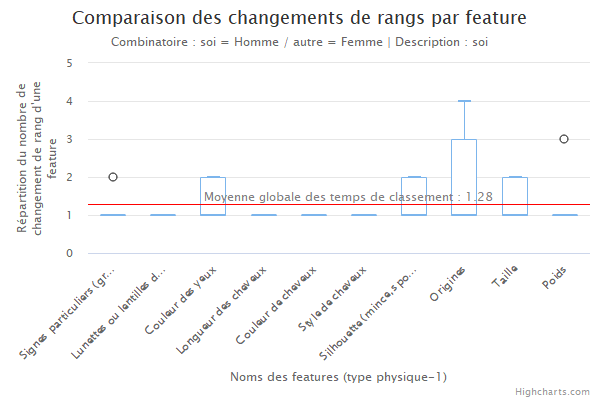 Comparaison des changements de rangs par feature
Combinatoire : soi = Homme / autre = Femme | Description : soi
Répartition du nombre de
changement de rang d'une
feature
5
4
3
2
1
0
Moyenne globale des temps de classement : 1.28
Signes particuliers (gr...
Lunettes ou lentilles d...
Couleur des yeux
Longueur des cheveux
Couleur de cheveux
Style de cheveux
Silhouette (mince,s po...
Origines
Taille
Poids
Noms des features (type physique-1)
Highcharts.com